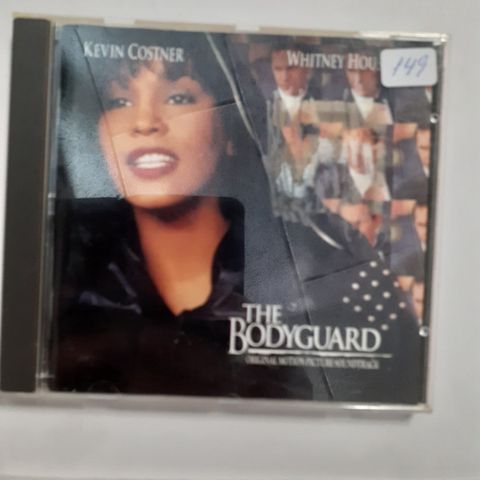 KEVIN COSTNER
WHITNEY HOU
149
THE
BODYGUARD
ORIGINAL MOTION PICTURE SOUNDTRACK